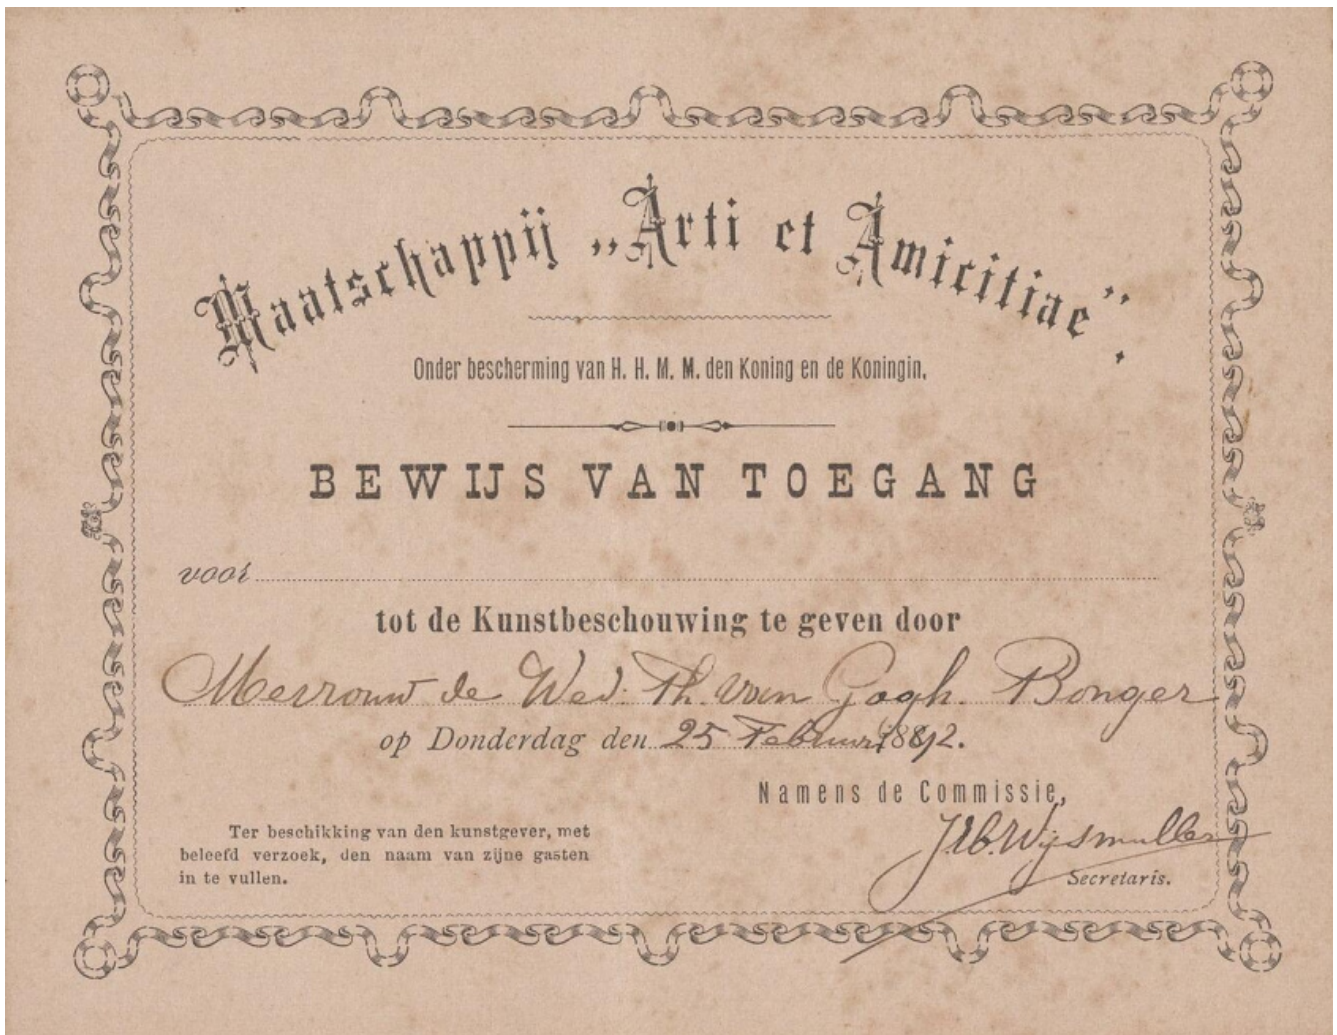 Maatschappij „Arti et Amicitiae”.
Onder bescherming van H. H. M. M. den Koning en de Koningin.
BEWIJS VAN TOEGANG
voor
tot de Kunstbeschouwing te geven door
Mevrouw de Wed. Th. van Gogh. Bonger
op Donderdag den 25 Februari 1892.
Namens de Commissie,
Ter beschikking van den kunstgever, met
beleefd verzoek, den naam van zijne gasten
in te vullen.
J.H.Wijsmuller
Secretaris.